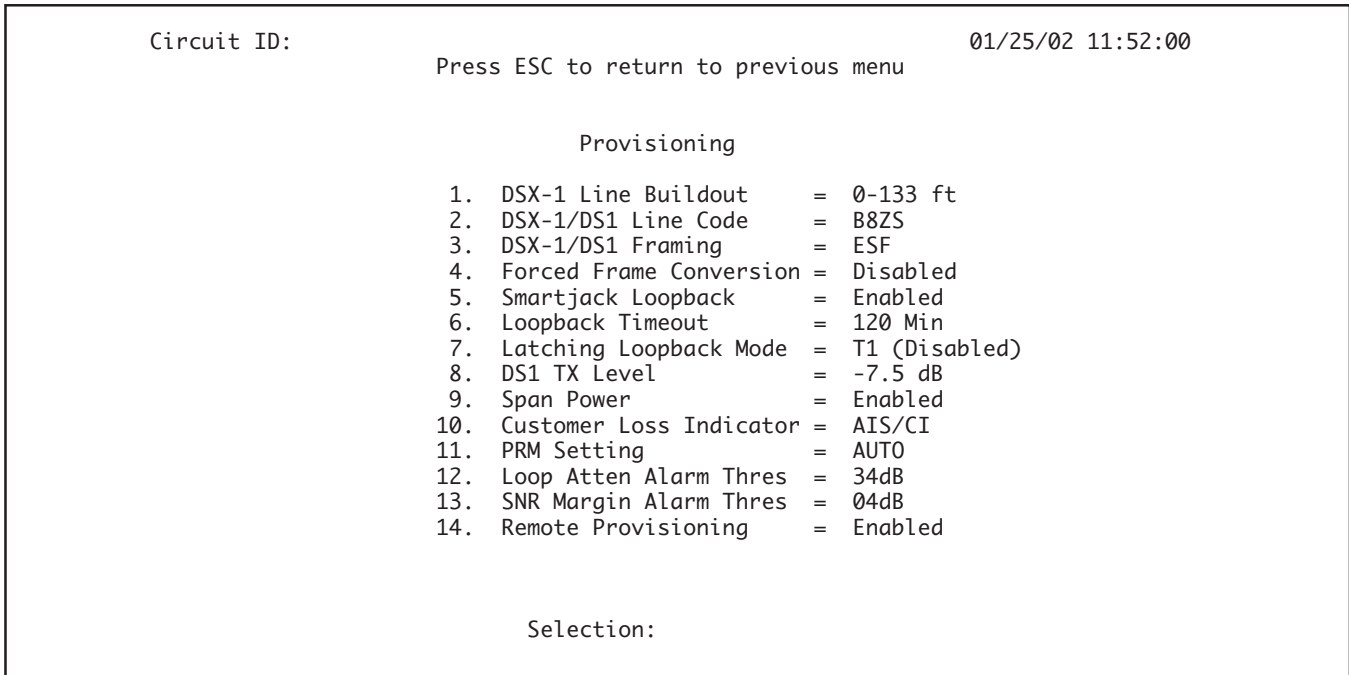 Circuit ID: 01/25/02 11:52:00
Press ESC to return to previous menu
Provisioning
1. DSX-1 Line Buildout = 0-133 ft
2. DSX-1/DS1 Line Code = B8ZS
3. DSX-1/DS1 Framing = ESF
4. Forced Frame Conversion = Disabled
5. Smartjack Loopback = Enabled
6. Loopback Timeout = 120 Min
7. Latching Loopback Mode = T1 (Disabled)
8. DS1 TX Level = -7.5 dB
9. Span Power = Enabled
10. Customer Loss Indicator = AIS/CI
11. PRM Setting = AUTO
12. Loop Atten Alarm Thres = 34dB
13. SNR Margin Alarm Thres = 04dB
14. Remote Provisioning = Enabled
Selection: